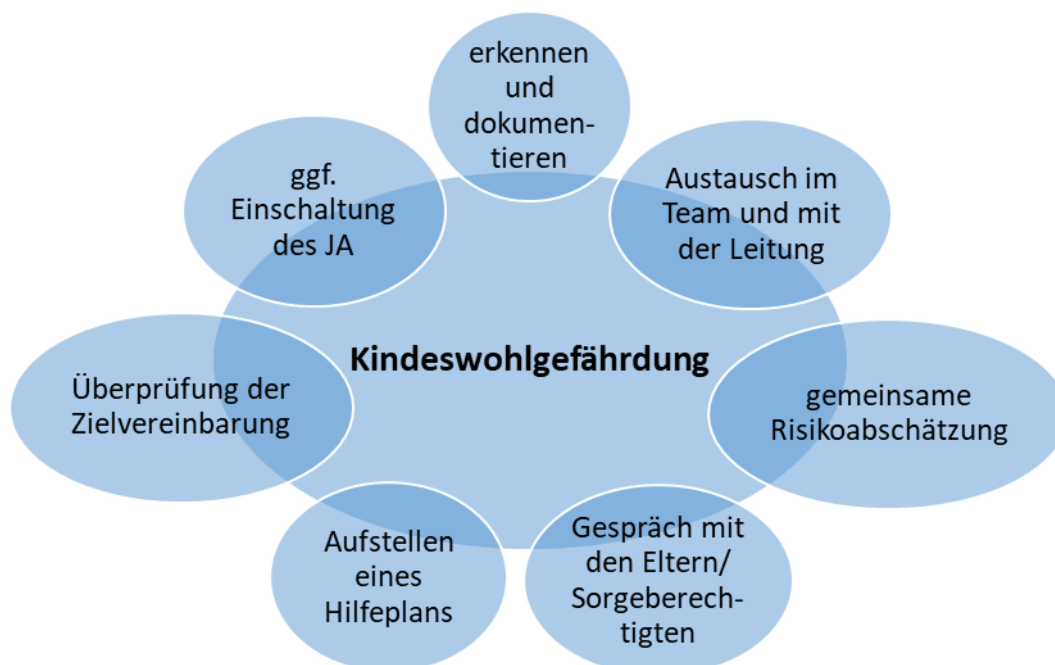 erkennen
und
dokumen-
tieren
Austausch im
Team und mit
der Leitung
gemeinsame
Risikoabschätzung
Gespräch mit
den Eltern/
Sorgeberech-
tigten
Aufstellen
eines
Hilfeplans
Überprüfung der
Zielvereinbarung
ggf.
Einschaltung
des JA
Kindeswohlgefährdung